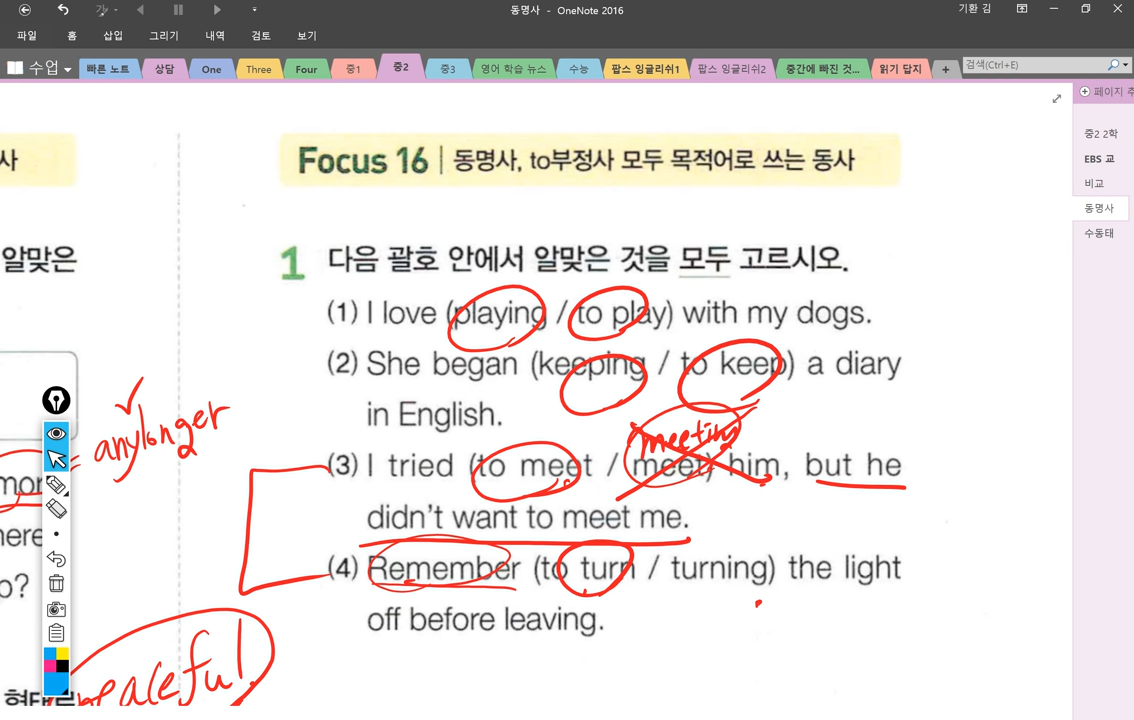 동명사 - OneNote 2016
기환 김
파일 홈 삽입 그리기 내역 검토 보기
수업 빠른 노트 상담 One Three Four 중1 중2 중3 영어 학습 뉴스 수능 팝스 잉글리쉬1 팝스 잉글리쉬2 중간에 빠진 것... 읽기 답지 + 검색(Ctrl+E)
페이지 추
중2 2학
EBS 교
비교
동명사
수동태
사
알맞은
anylonger
mor =
here
o?
peaceful
형태로
Focus 16 | 동명사, to부정사 모두 목적어로 쓰는 동사
1 다음 괄호 안에서 알맞은 것을 모두 고르시오.
(1) I love (playing / to play) with my dogs.
(2) She began (keeping / to keep) a diary
in English.
meeting
(3) I tried (to meet / meet) him, but he
didn't want to meet me.
(4) Remember (to turn / turning) the light
off before leaving.